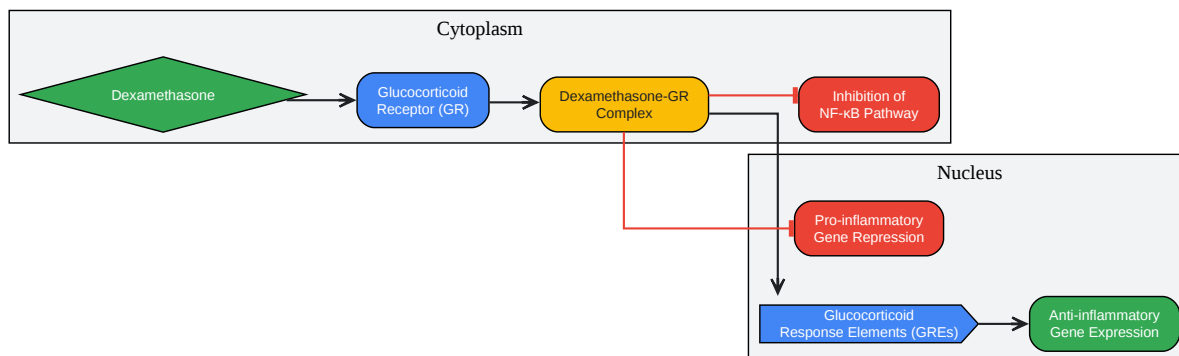 Cytoplasm
Dexamethasone
Glucocorticoid
Receptor (GR)
Dexamethasone-GR
Complex
Inhibition of
NF-κB Pathway
Nucleus
Pro-inflammatory
Gene Repression
Glucocorticoid
Response Elements (GREs)
Anti-inflammatory
Gene Expression